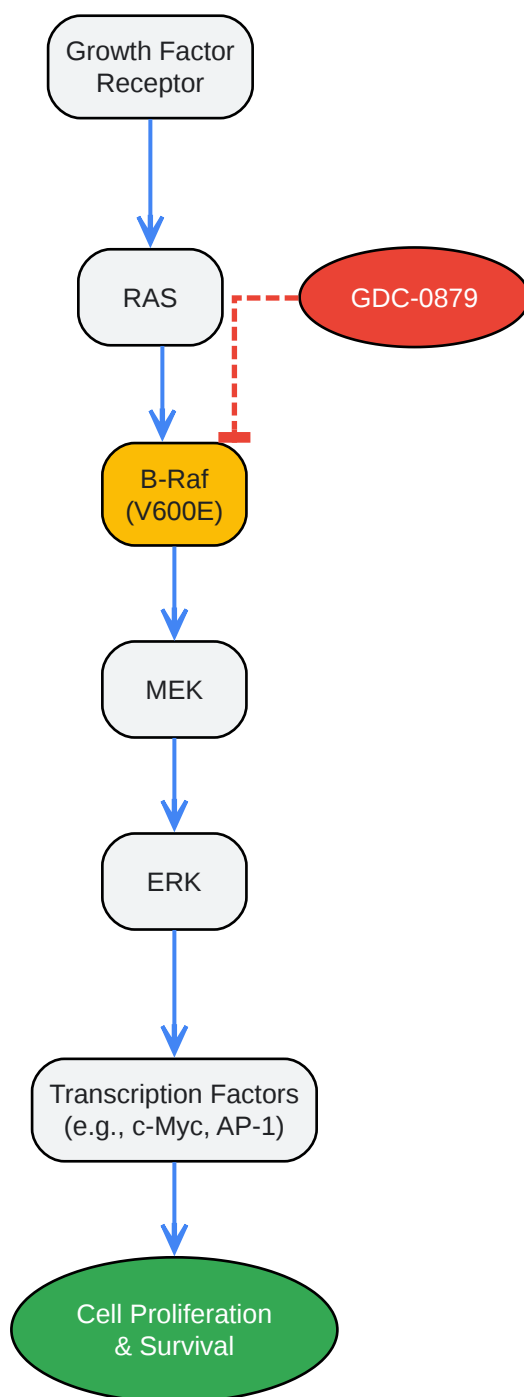 Growth Factor
Receptor
RAS
GDC-0879
B-Raf
(V600E)
MEK
ERK
Transcription Factors
(e.g., c-Myc, AP-1)
Cell Proliferation
& Survival